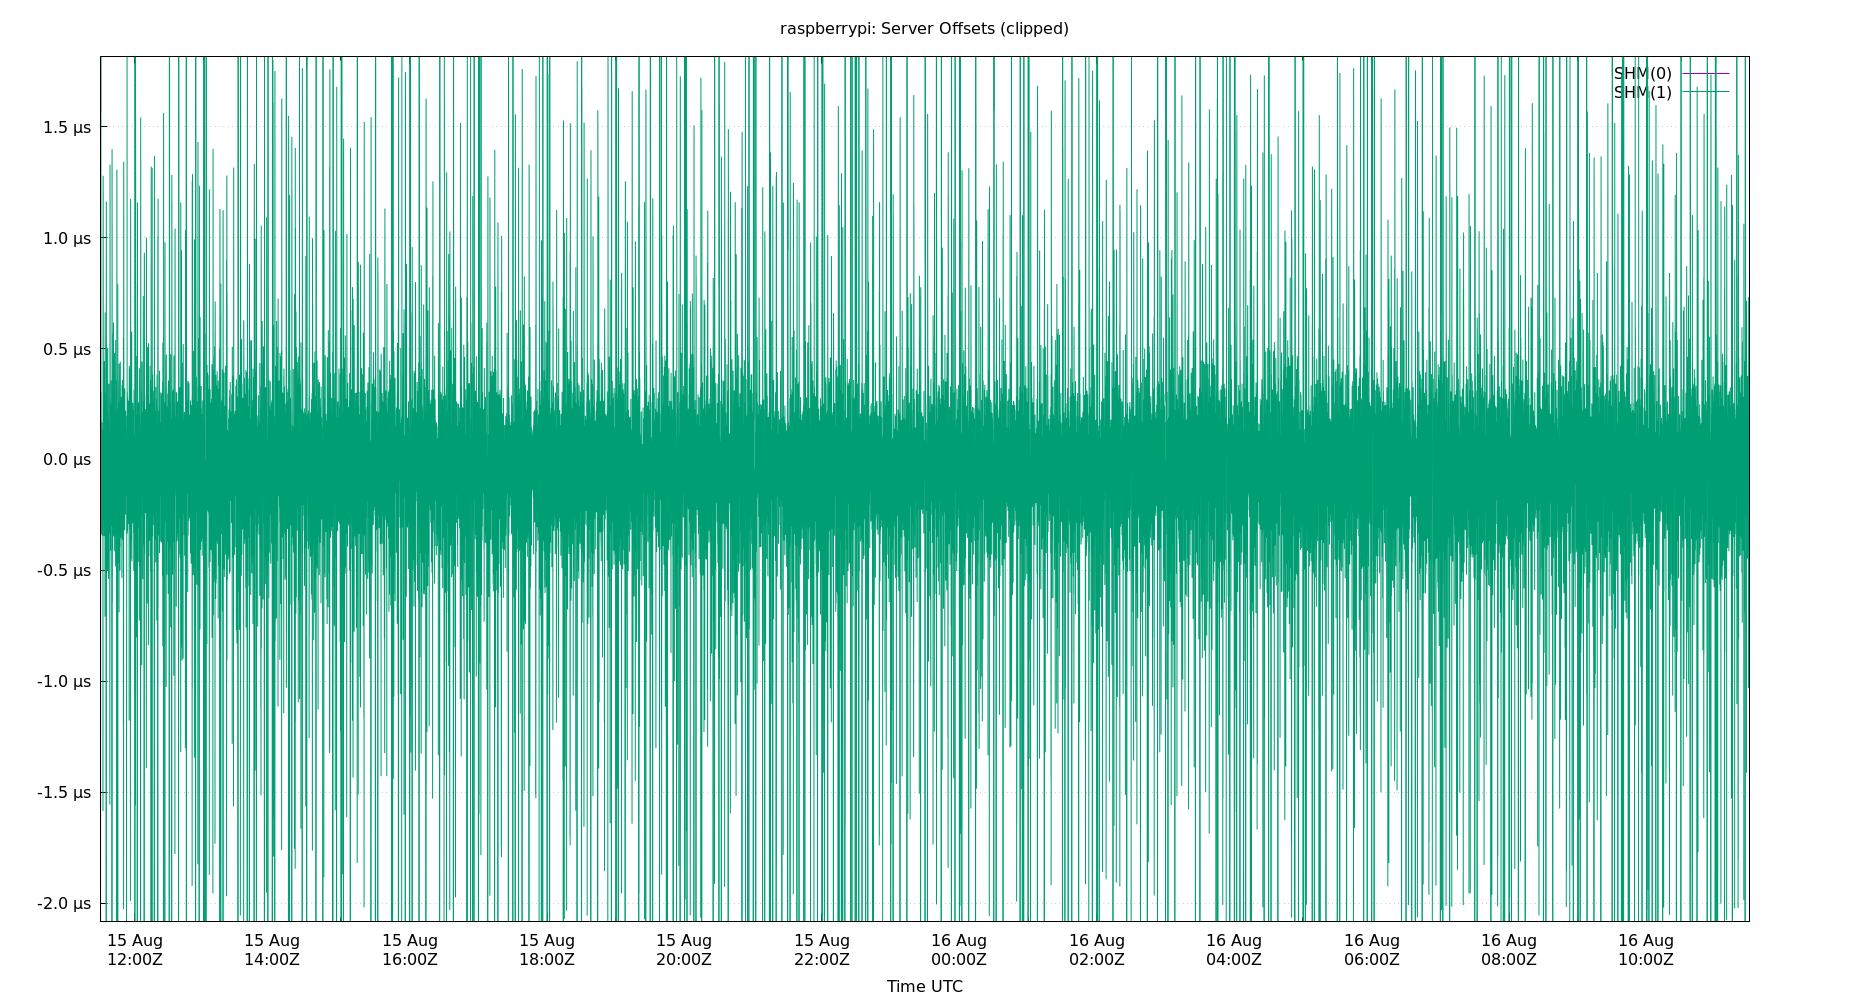 raspberrypi: Server Offsets (clipped)
SHM(0)
SHM(1)
1.5 µs
1.0 µs
0.5 µs
0.0 µs
-0.5 µs
-1.0 µs
-1.5 µs
-2.0 µs
15 Aug 15 Aug 15 Aug 15 Aug 15 Aug 15 Aug 16 Aug 16 Aug 16 Aug 16 Aug 16 Aug 16 Aug
12:00Z 14:00Z 16:00Z 18:00Z 20:00Z 22:00Z 00:00Z 02:00Z 04:00Z 06:00Z 08:00Z 10:00Z
Time UTC